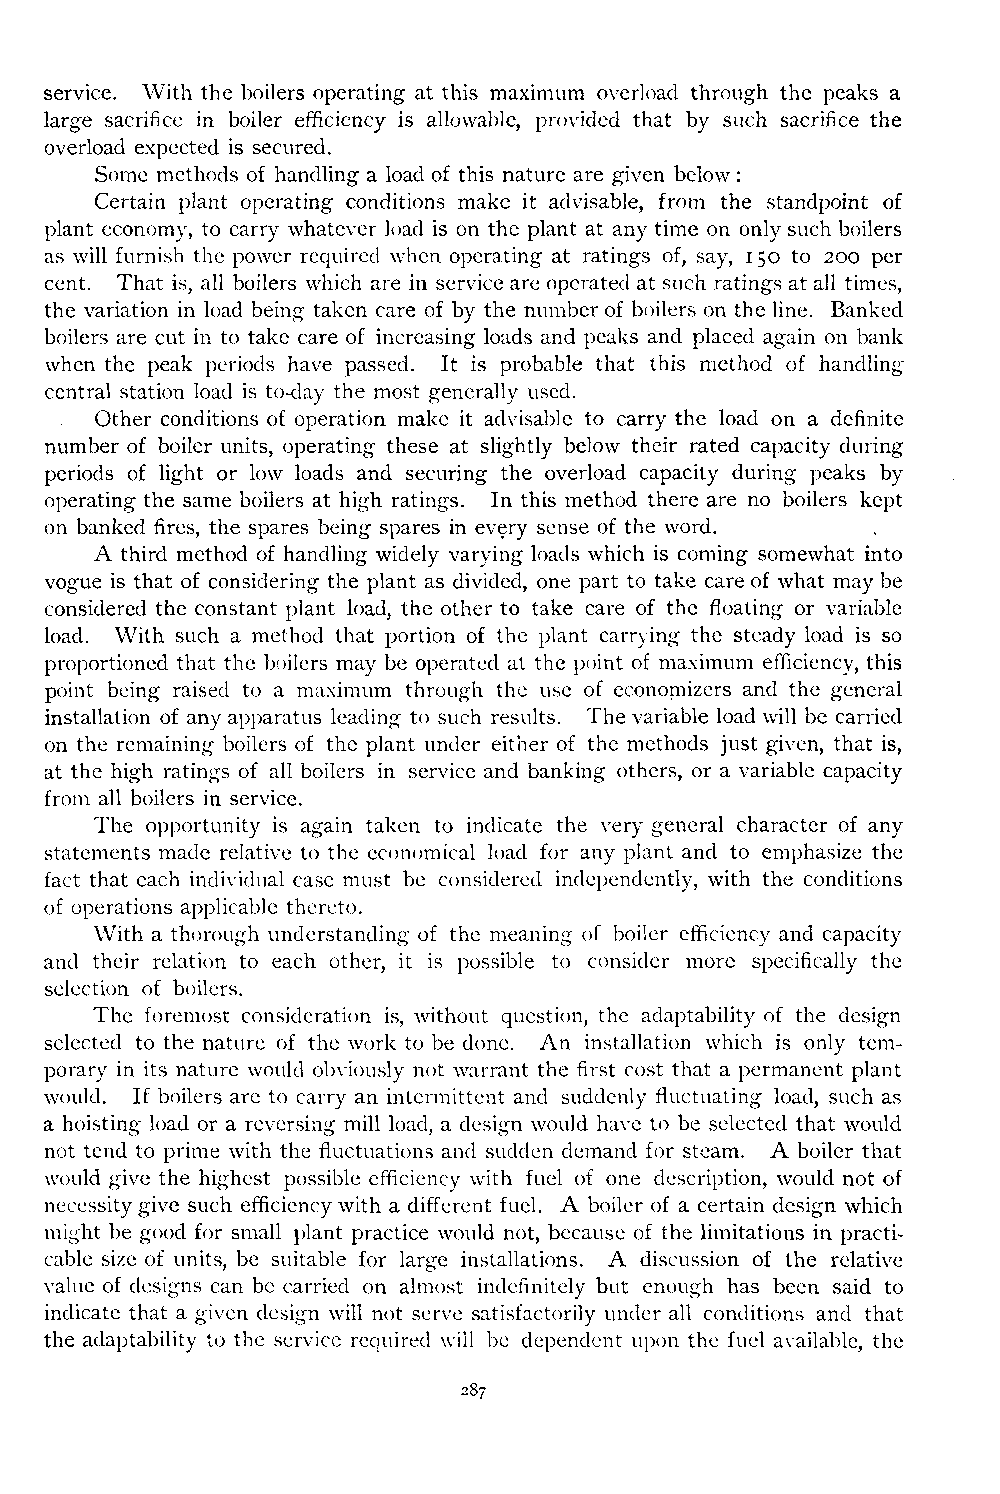 service. With the boilers operating at this maximum overload through the peaks a
large sacrifice in boiler efficiency is allowable, provided that by such sacrifice the
overload expected is secured.
Some methods of handling a load of this nature are given below:
Certain plant operating conditions make it advisable, from the standpoint of
plant economy, to carry whatever load is on the plant at any time on only such boilers
as will furnish the power required when operating at ratings of, say, 150 to 200 per
cent. That is, all boilers which are in service are operated at such ratings at all times,
the variation in load being taken care of by the number of boilers on the line. Banked
boilers are cut in to take care of increasing loads and peaks and placed again on bank
when the peak periods have passed. It is probable that this method of handling
central station load is to-day the most generally used.
Other conditions of operation make it advisable to carry the load on a definite
number of boiler units, operating these at slightly below their rated capacity during
periods of light or low loads and securing the overload capacity during peaks by
operating the same boilers at high ratings. In this method there are no boilers kept
on banked fires, the spares being spares in every sense of the word.
A third method of handling widely varying loads which is coming somewhat into
vogue is that of considering the plant as divided, one part to take care of what may be
considered the constant plant load, the other to take care of the floating or variable
load. With such a method that portion of the plant carrying the steady load is so
proportioned that the boilers may be operated at the point of maximum efficiency, this
point being raised to a maximum through the use of economizers and the general
installation of any apparatus leading to such results. The variable load will be carried
on the remaining boilers of the plant under either of the methods just given, that is,
at the high ratings of all boilers in service and banking others, or a variable capacity
from all boilers in service.
The opportunity is again taken to indicate the very general character of any
statements made relative to the economical load for any plant and to emphasize the
fact that each individual case must be considered independently, with the conditions
of operations applicable thereto.
With a thorough understanding of the meaning of boiler efficiency and capacity
and their relation to each other, it is possible to consider more specifically the
selection of boilers.
The foremost consideration is, without question, the adaptability of the design
selected to the nature of the work to be done. An installation which is only tem-
porary in its nature would obviously not warrant the first cost that a permanent plant
would. If boilers are to carry an intermittent and suddenly fluctuating load, such as
a hoisting load or a reversing mill load, a design would have to be selected that would
not tend to prime with the fluctuations and sudden demand for steam. A boiler that
would give the highest possible efficiency with fuel of one description, would not of
necessity give such efficiency with a different fuel. A boiler of a certain design which
might be good for small plant practice would not, because of the limitations in practi-
cable size of units, be suitable for large installations. A discussion of the relative
value of designs can be carried on almost indefinitely but enough has been said to
indicate that a given design will not serve satisfactorily under all conditions and that
the adaptability to the service required will be dependent upon the fuel available, the
287